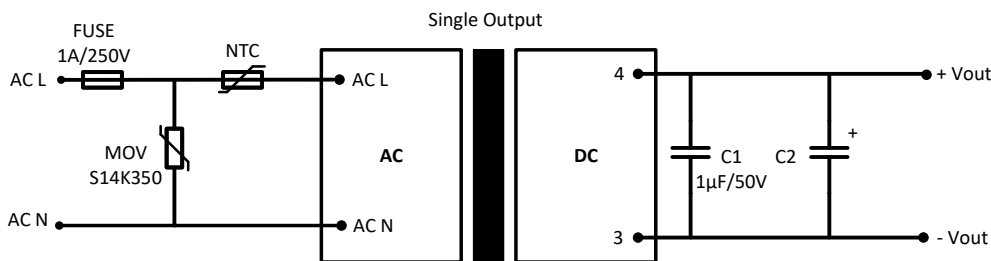 Single Output
FUSE
1A/250V
NTC
AC L
AC L
4
+ Vout
MOV
S14K350
AC
DC
C1
1µF/50V
C2
+
AC N
AC N
3
- Vout